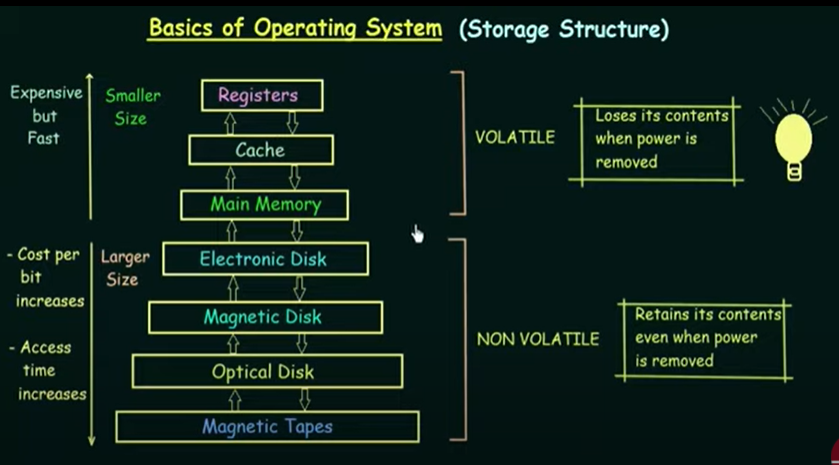 Basics of Operating System (Storage Structure)
Expensive
but
Fast
Smaller
Size
Registers
Cache
Main Memory
VOLATILE
Loses its contents
when power is
removed
- Cost per
bit
increases
- Access
time
increases
Larger
Size
Electronic Disk
Magnetic Disk
Optical Disk
Magnetic Tapes
NON VOLATILE
Retains its contents
even when power
is removed